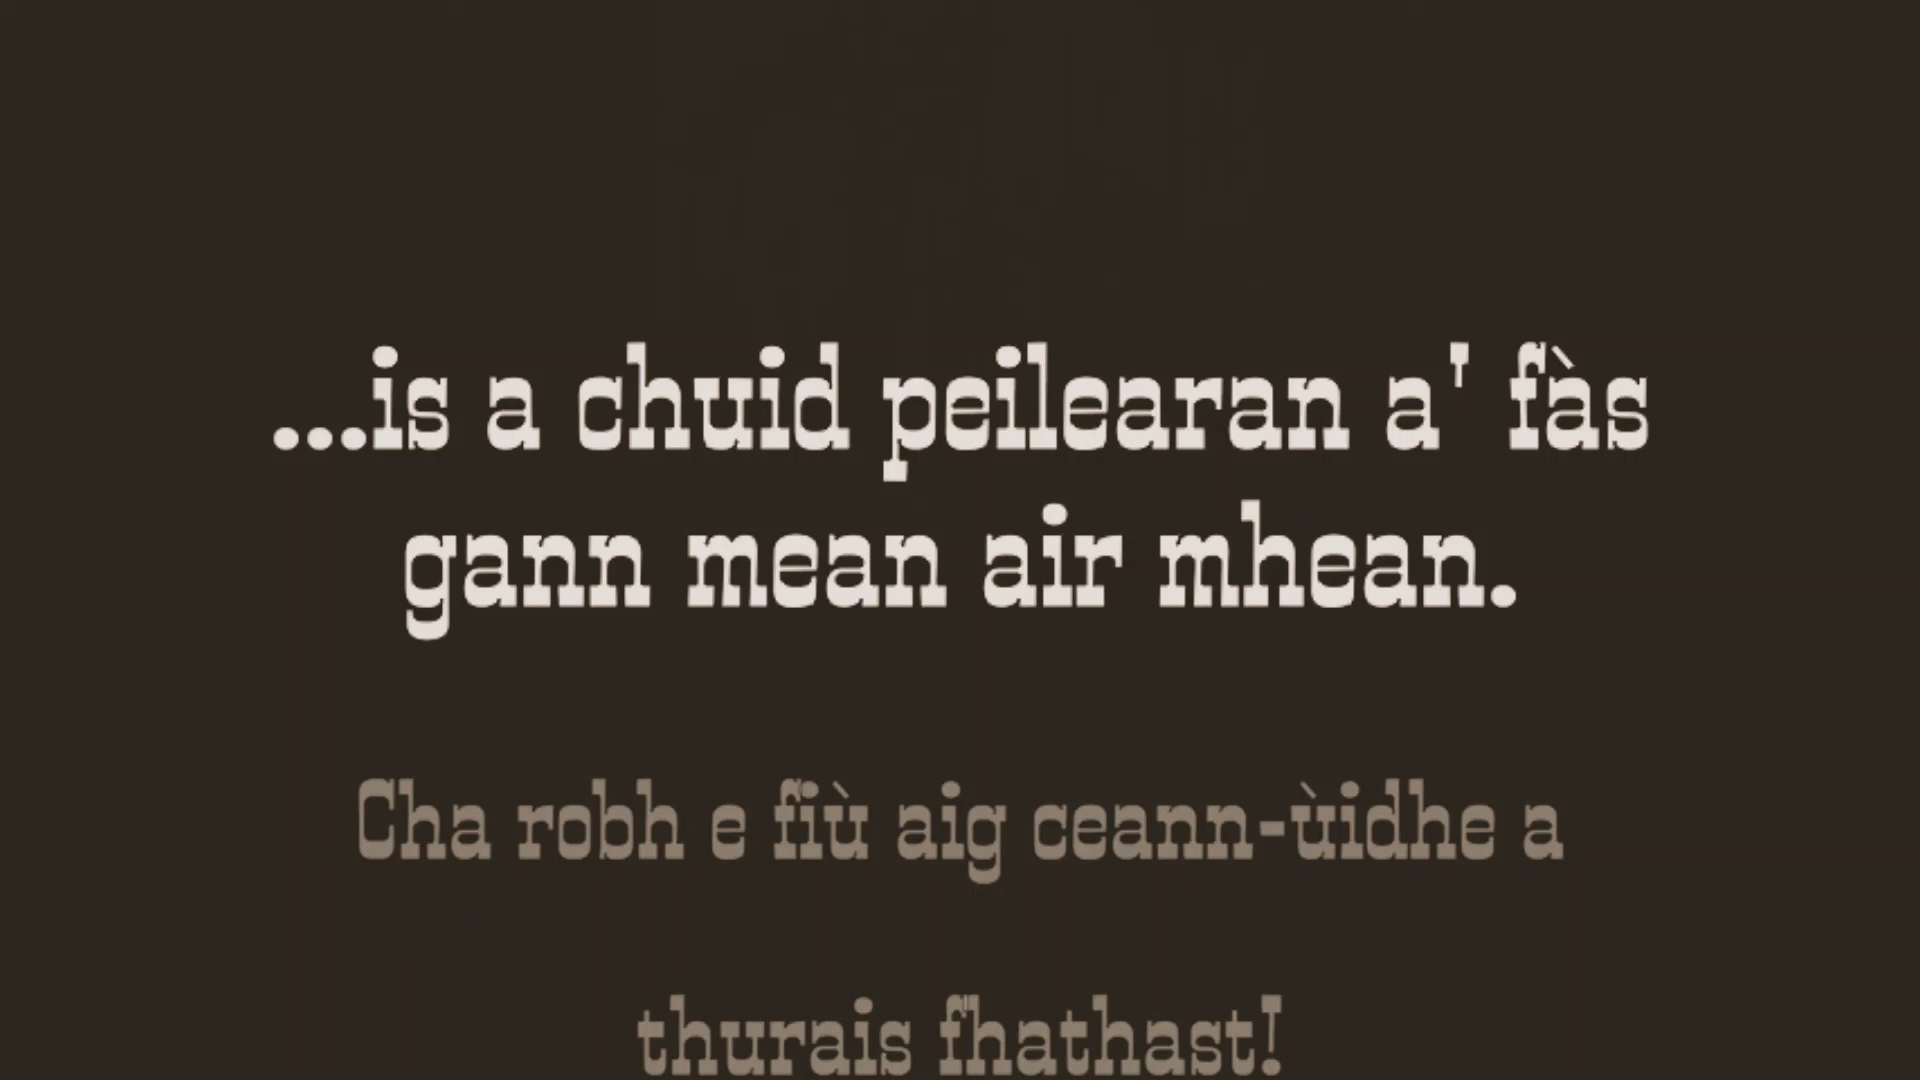 ...is a chuid peilearan a' fàs
gann mean air mhean.
Cha robh e fiù aig ceann-ùidhe a
thurais fhathast!